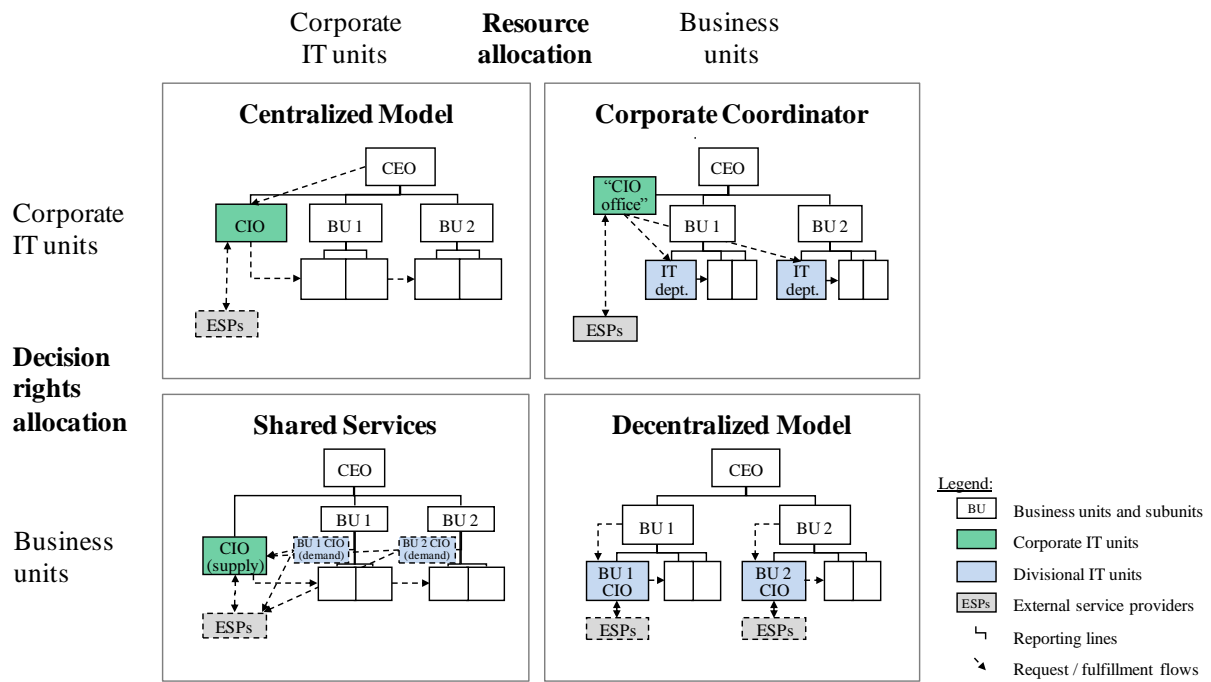 Corporate
IT units
Resource
allocation
Business
units
Corporate
IT units
Decision
rights
allocation
Business
units
Centralized Model
CEO
CIO
BU 1
BU 2
ESPs
Corporate Coordinator
CEO
“CIO
office”
BU 1
BU 2
IT
dept.
IT
dept.
ESPs
Shared Services
CEO
BU 1
BU 2
CIO
(supply)
BU 1 CIO
(demand)
BU 2 CIO
(demand)
ESPs
Decentralized Model
CEO
BU 1
BU 2
BU 1
CIO
BU 2
CIO
ESPs
ESPs
Legend:
BU Business units and subunits
Corporate IT units
Divisional IT units
ESPs External service providers
Reporting lines
Request / fulfillment flows